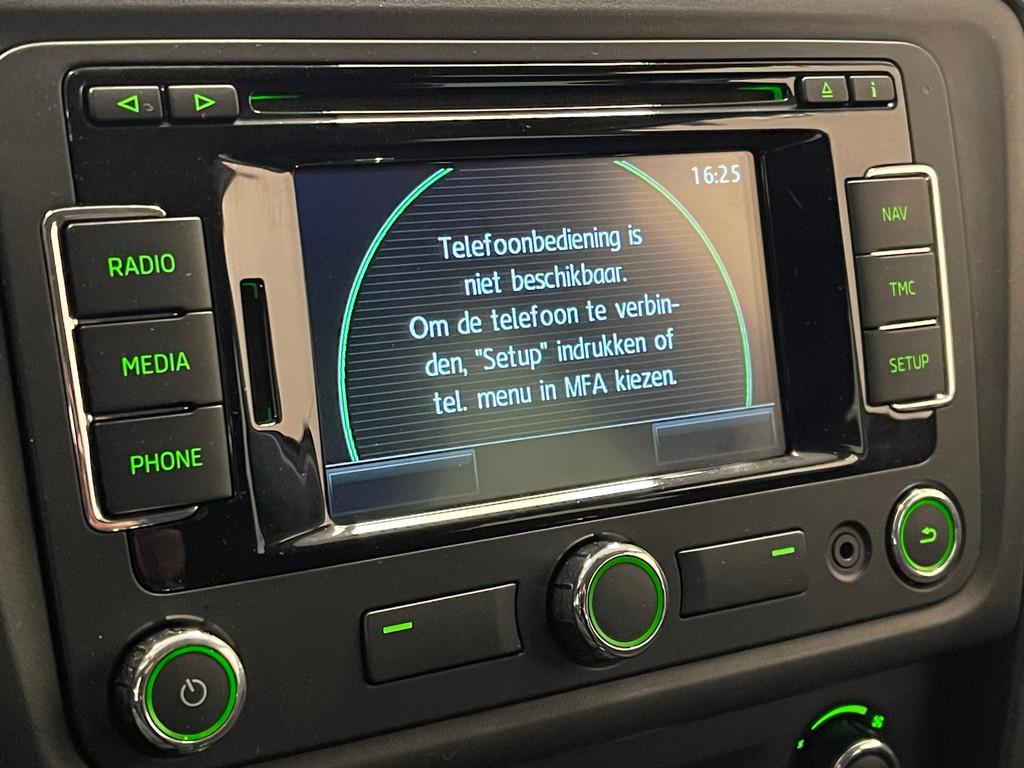 i
16:25
NAV
RADIO
Telefoonbediening is
niet beschikbaar.
TMC
Om de telefoon te verbin-
MEDIA
den, "Setup" indrukken of
SETUP
tel. menu in MFA kiezen.
PHONE